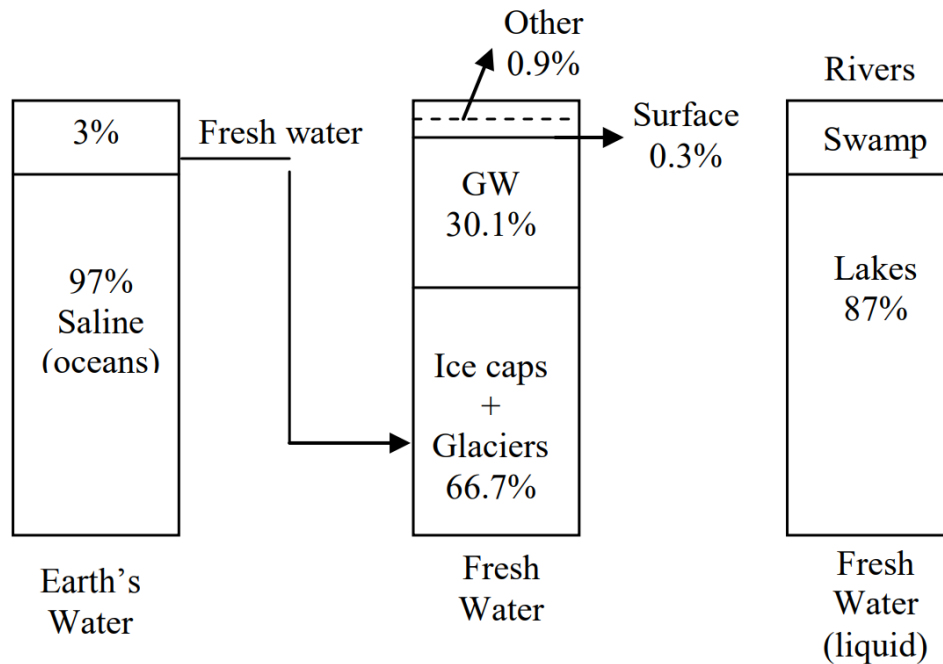 3%
97%
Saline
(oceans)
Earth’s
Water
Fresh water
Other
0.9%
Surface
0.3%
GW
30.1%
Ice caps
+
Glaciers
66.7%
Fresh
Water
Rivers
Swamp
Lakes
87%
Fresh
Water
(liquid)